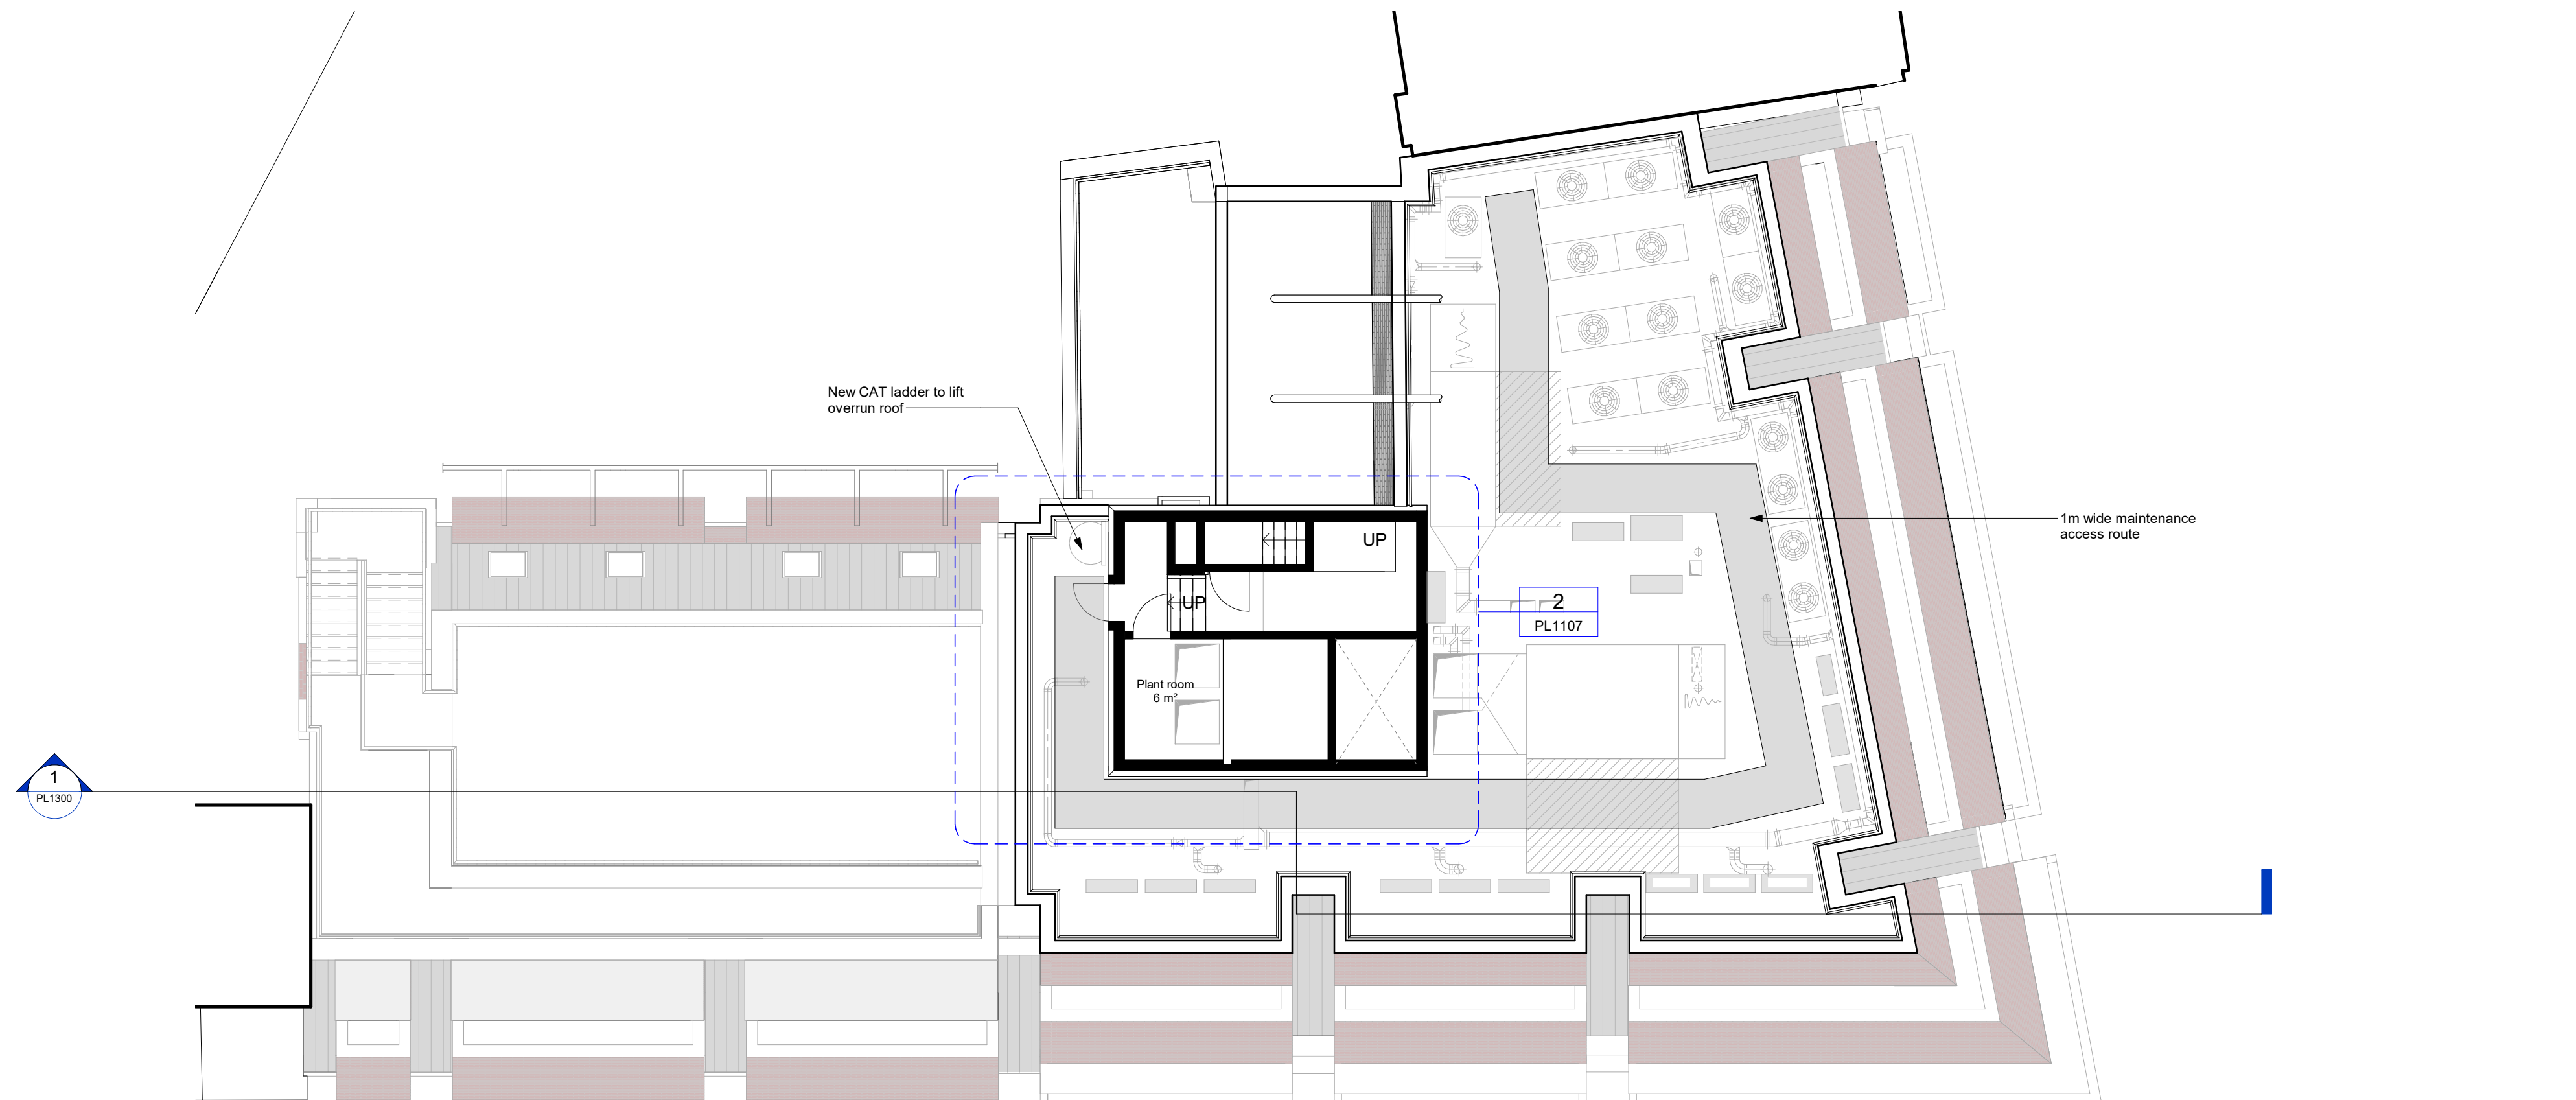 New CAT ladder to lift
overrun roof
1m wide maintenance
access route
UP
UP
2
PL1107
Plant room
6 m²
1
PL1300